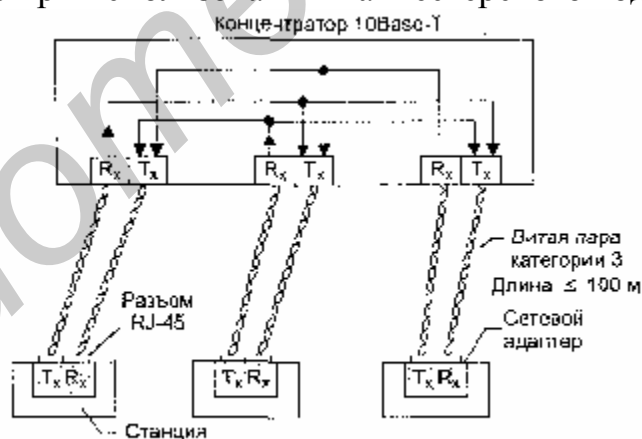 Концентратор 10Base-T
Rx Tx Rx Tx Rx Tx
Витая пара
категории 3
Длина ≤ 100 м
Разъем
RJ-45
Сетевой
адаптер
Tx Rx Tx Rx Tx Rx
Станция